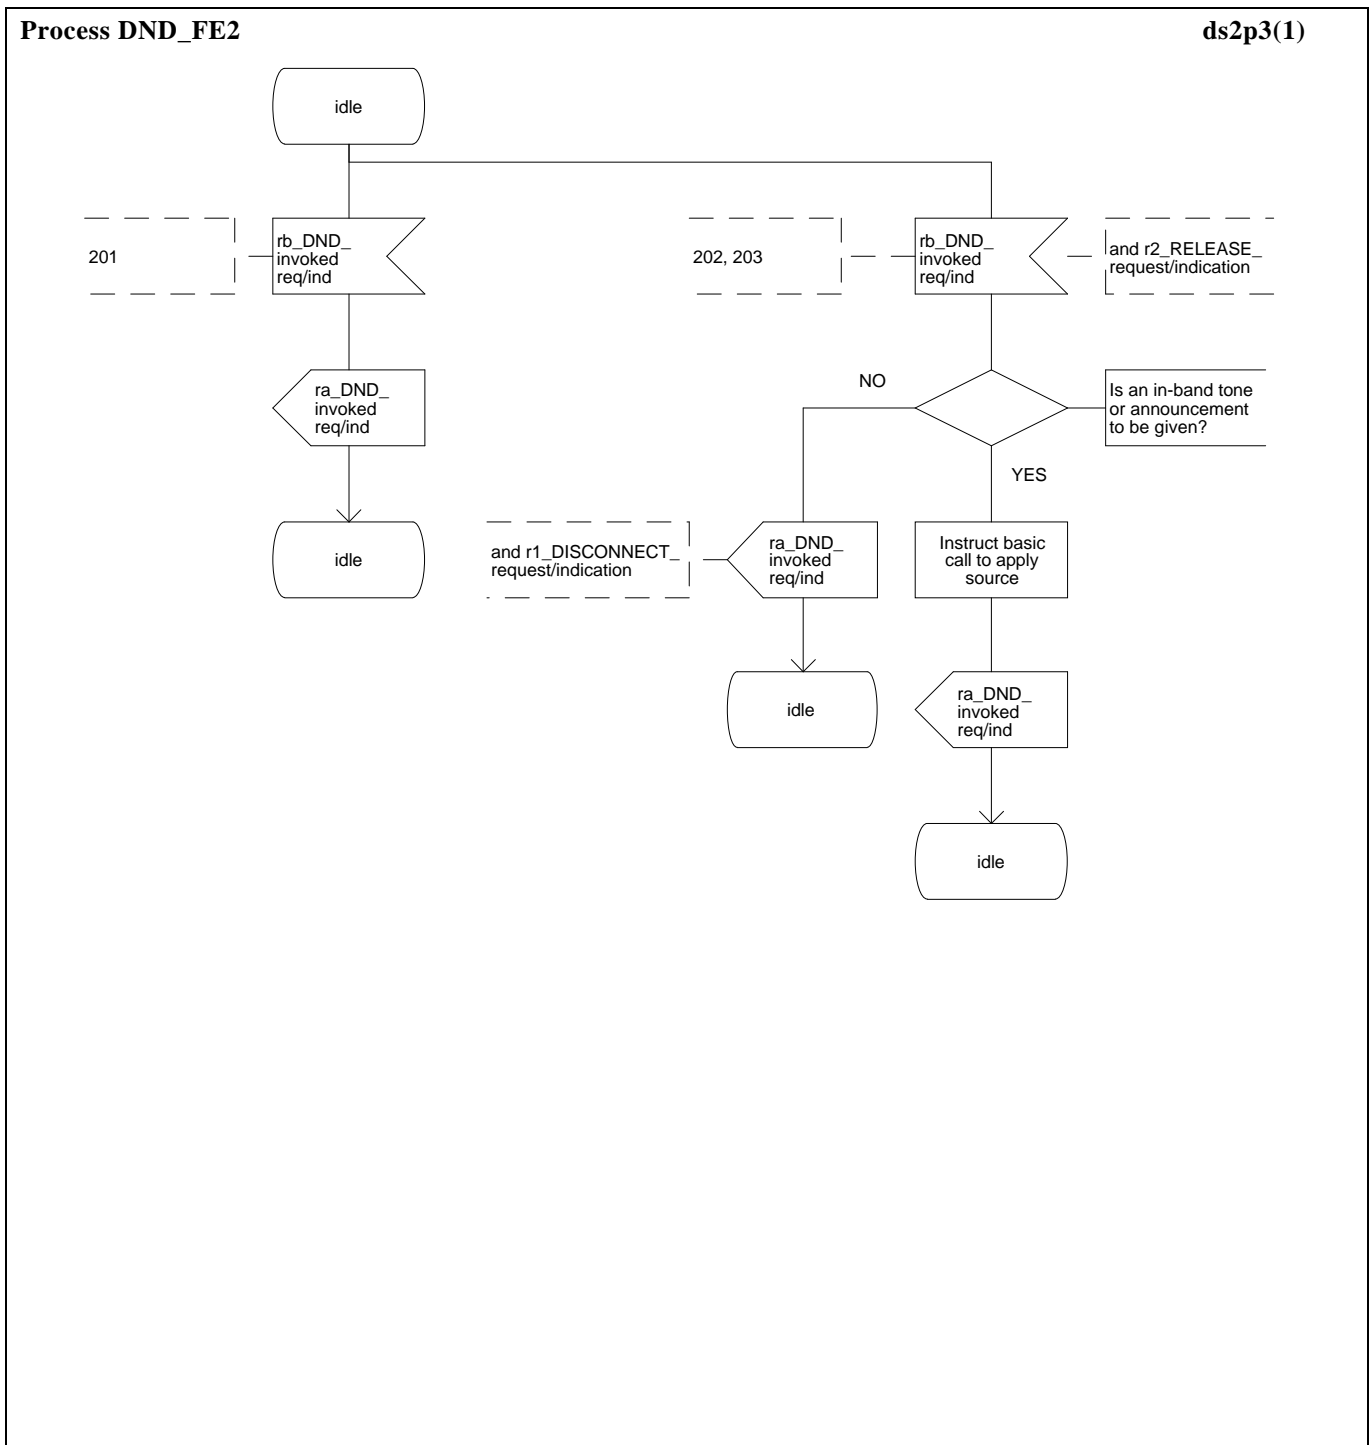 Process DND_FE2
ds2p3(1)
idle
201
rb_DND_
invoked
req/ind
202, 203
rb_DND_
invoked
req/ind
and r2_RELEASE_
request/indication
ra_DND_
invoked
req/ind
NO
Is an in-band tone
or announcement
to be given?
YES
idle
and r1_DISCONNECT_
request/indication
ra_DND_
invoked
req/ind
Instruct basic
call to apply
source
idle
ra_DND_
invoked
req/ind
idle